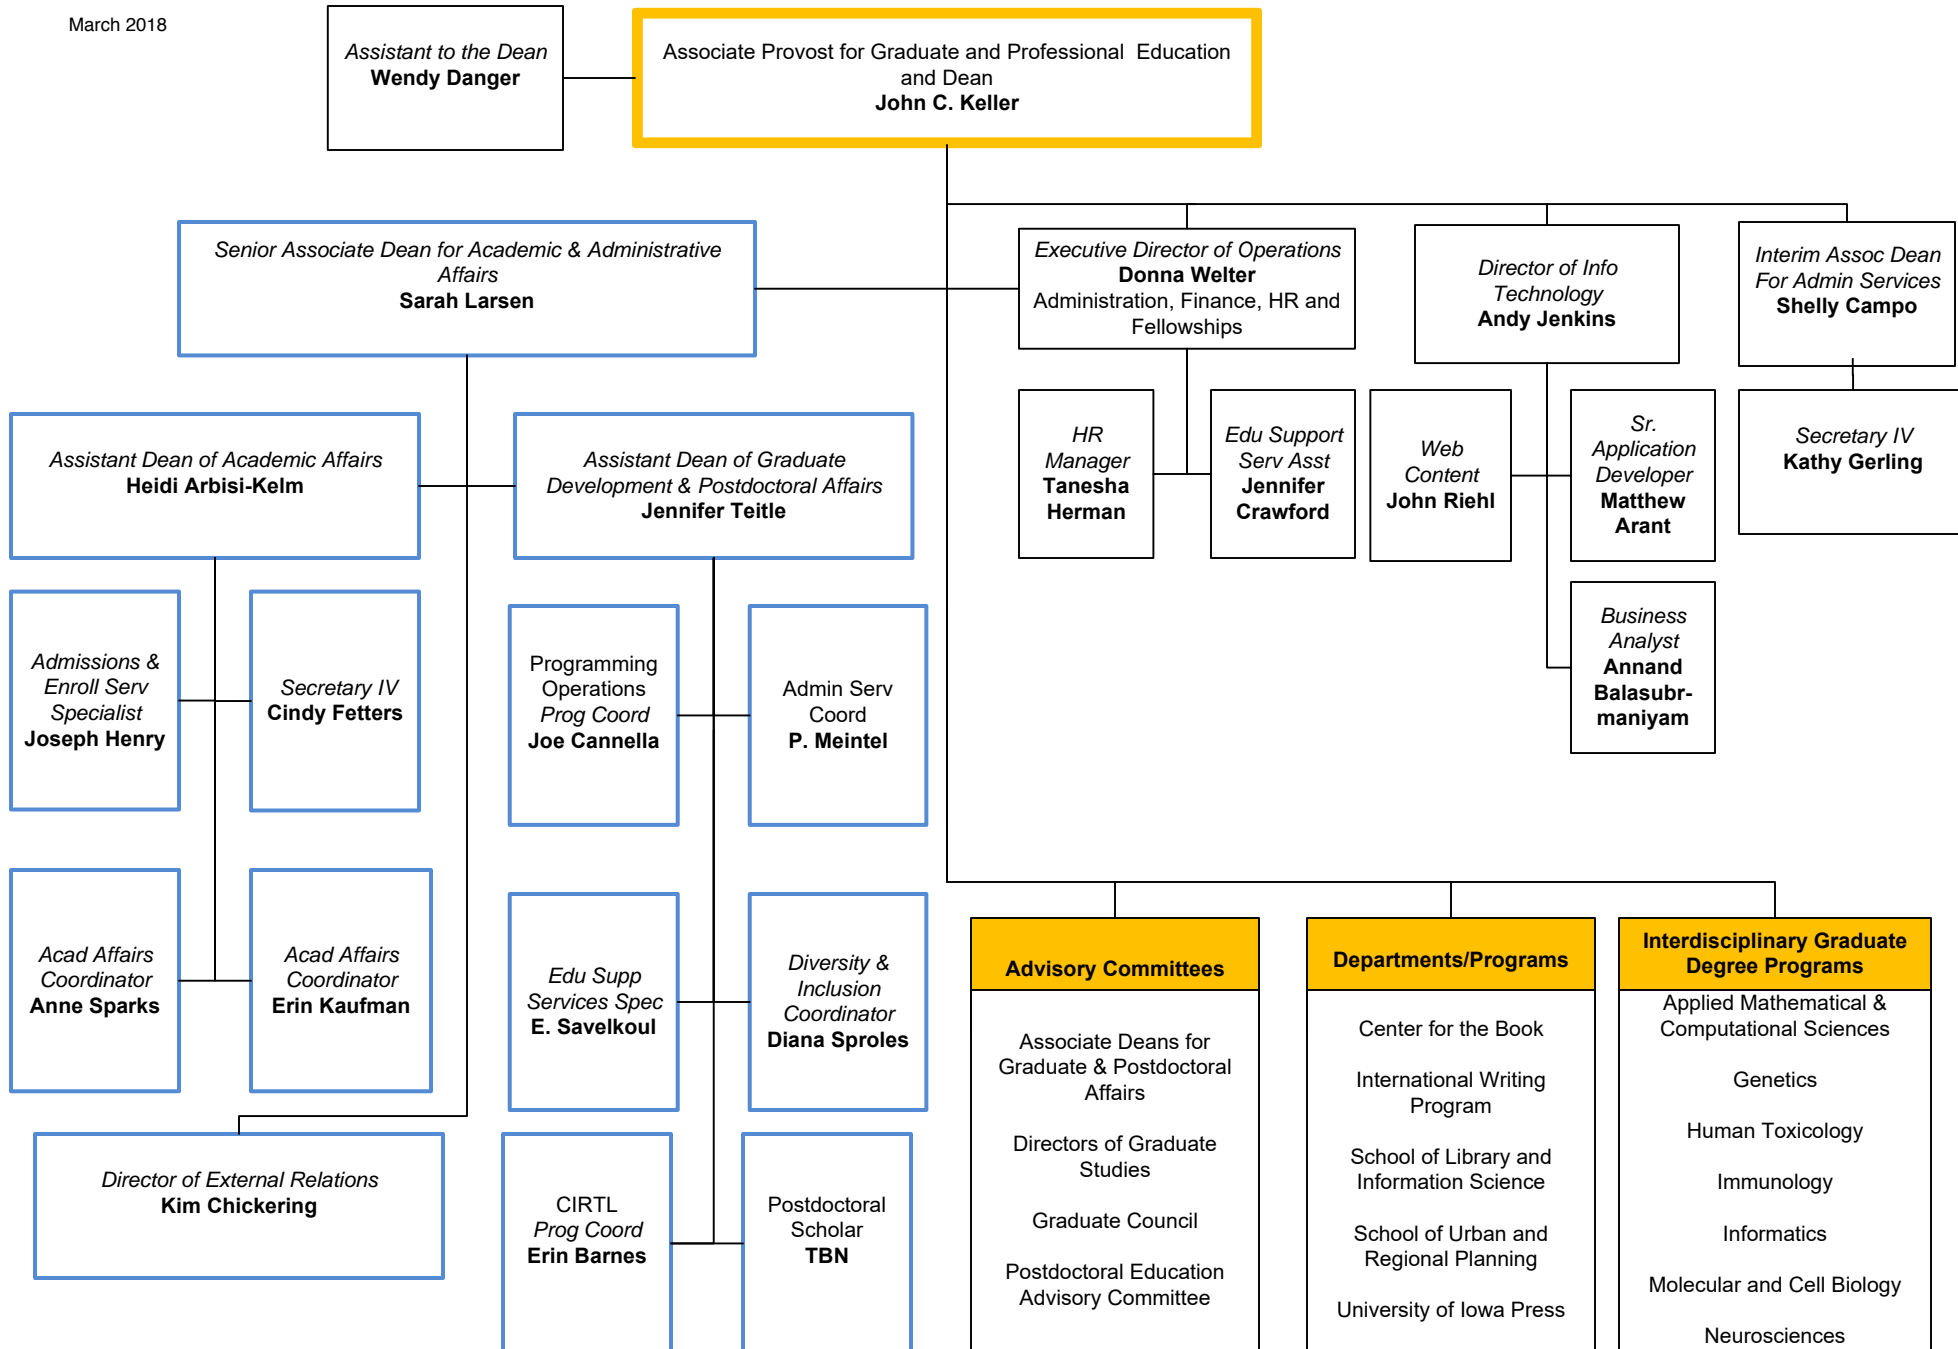 March 2018
Assistant to the Dean
Wendy Danger
Associate Provost for Graduate and Professional Education
and Dean
John C. Keller
Senior Associate Dean for Academic & Administrative
Affairs
Sarah Larsen
Executive Director of Operations
Donna Welter
Administration, Finance, HR and
Fellowships
Director of Info
Technology
Andy Jenkins
Interim Assoc Dean
For Admin Services
Shelly Campo
Assistant Dean of Academic Affairs
Heidi Arbisi-Kelm
Assistant Dean of Graduate
Development & Postdoctoral Affairs
Jennifer Teitle
HR
Manager
Tanesha
Herman
Edu Support
Serv Asst
Jennifer
Crawford
Web
Content
John Riehl
Sr.
Application
Developer
Matthew
Arant
Secretary IV
Kathy Gerling
Business
Analyst
Annand
Balasubr-
maniyam
Admissions &
Enroll Serv
Specialist
Joseph Henry
Secretary IV
Cindy Fetters
Programming
Operations
Prog Coord
Joe Cannella
Admin Serv
Coord
P. Meintel
Acad Affairs
Coordinator
Anne Sparks
Acad Affairs
Coordinator
Erin Kaufman
Edu Supp
Services Spec
E. Savelkoul
Diversity &
Inclusion
Coordinator
Diana Sproles
Director of External Relations
Kim Chickering
CIRTL
Prog Coord
Erin Barnes
Postdoctoral
Scholar
TBN
Advisory Committees
Associate Deans for
Graduate & Postdoctoral
Affairs
Directors of Graduate
Studies
Graduate Council
Postdoctoral Education
Advisory Committee
Departments/Programs
Center for the Book
International Writing
Program
School of Library and
Information Science
School of Urban and
Regional Planning
University of Iowa Press
Interdisciplinary Graduate
Degree Programs
Applied Mathematical &
Computational Sciences
Genetics
Human Toxicology
Immunology
Informatics
Molecular and Cell Biology
Neurosciences